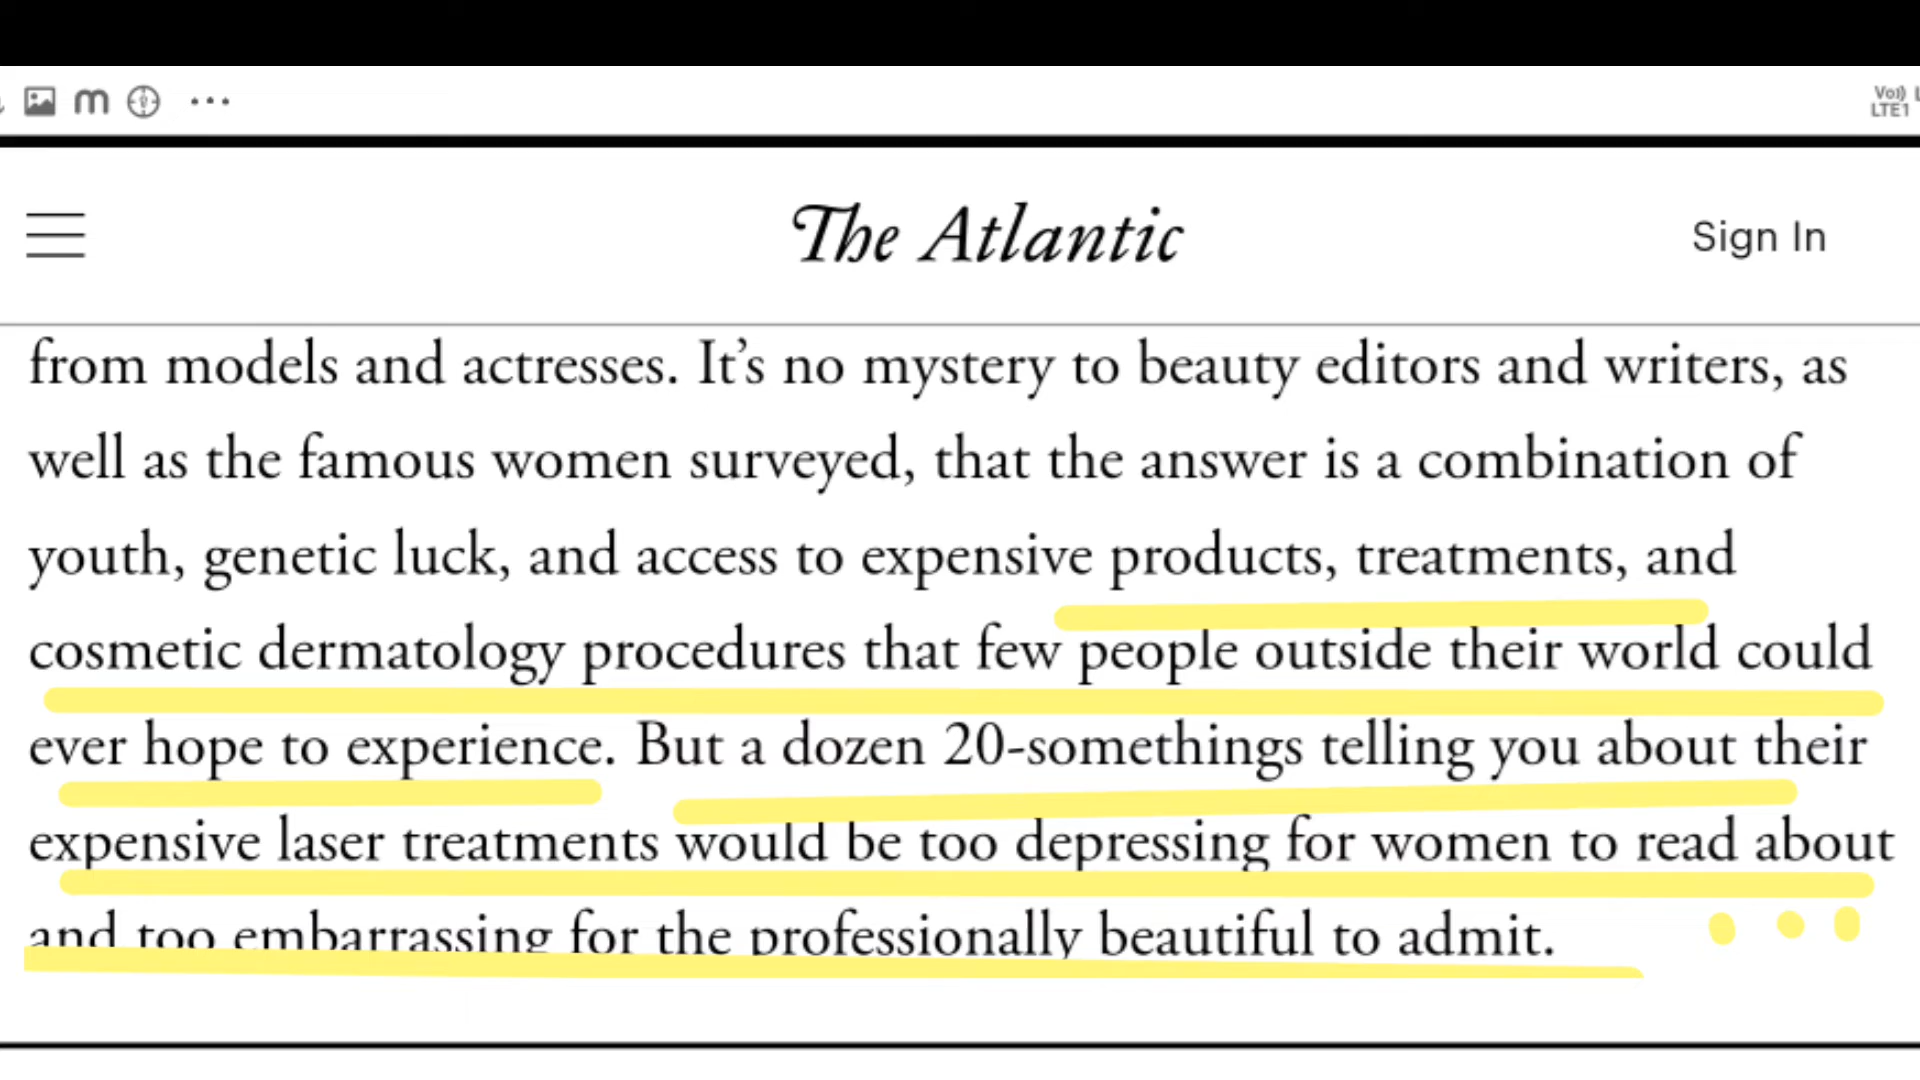 m
Vo))
LTE1
The Atlantic
Sign In
from models and actresses. It’s no mystery to beauty editors and writers, as
well as the famous women surveyed, that the answer is a combination of
youth, genetic luck, and access to expensive products, treatments, and
cosmetic dermatology procedures that few people outside their world could
ever hope to experience. But a dozen 20-somethings telling you about their
expensive laser treatments would be too depressing for women to read about
and too embarrassing for the professionally beautiful to admit.